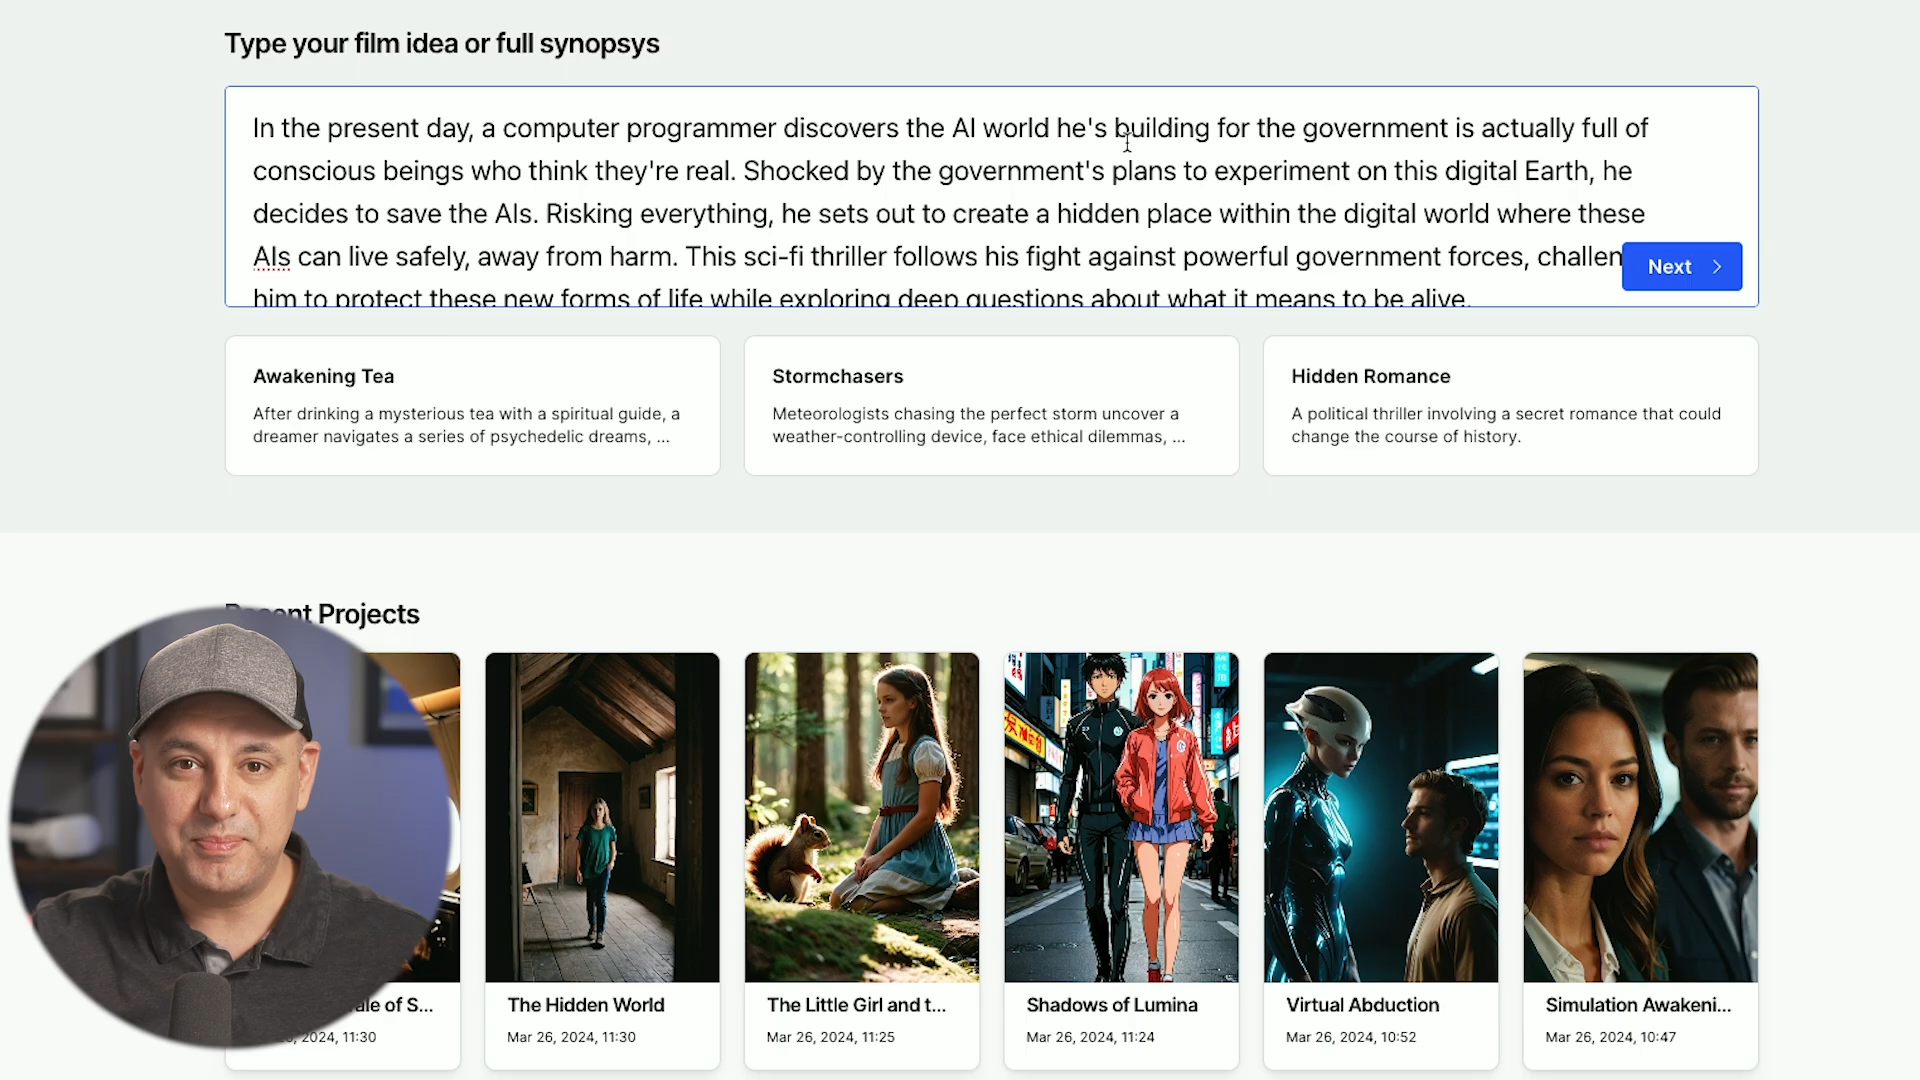 Type your film idea or full synopsys
In the present day, a computer programmer discovers the AI world he's building for the government is actually full of
conscious beings who think they're real. Shocked by the government's plans to experiment on this digital Earth, he
decides to save the AIs. Risking everything, he sets out to create a hidden place within the digital world where these
AIs can live safely, away from harm. This sci-fi thriller follows his fight against powerful government forces, challen
him to protect these new forms of life while exploring deep questions about what it means to be alive.
Next
Awakening Tea
After drinking a mysterious tea with a spiritual guide, a
dreamer navigates a series of psychedelic dreams, ...
Stormchasers
Meteorologists chasing the perfect storm uncover a
weather-controlling device, face ethical dilemmas, ...
Hidden Romance
A political thriller involving a secret romance that could
change the course of history.
Recent Projects
ale of S...
2024, 11:30
The Hidden World
Mar 26, 2024, 11:30
The Little Girl and t...
Mar 26, 2024, 11:25
Shadows of Lumina
Mar 26, 2024, 11:24
Virtual Abduction
Mar 26, 2024, 10:52
Simulation Awakeni...
Mar 26, 2024, 10:47